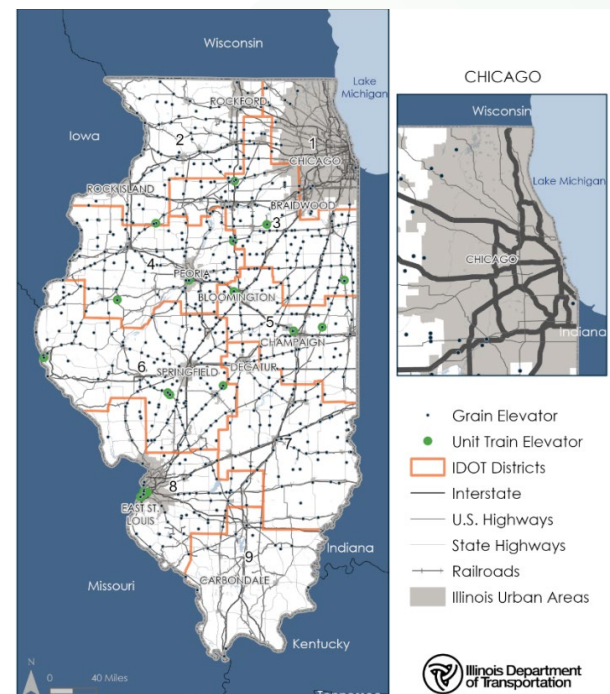 Wisconsin
Lake
Michigan
ROCKFORD
Iowa
2
1
CHICAGO
ROCK ISLAND
BRAIDWOOD
3
4
PEORIA
BLOOMINGTON
5
CHAMPAIGN
6
SPRINGFIELD
DECATUR
7
8
EAST ST.
LOUIS
Indiana
9
Missouri
CARBONDALE
Kentucky
N
0 40 Miles
Tennessee
CHICAGO
Wisconsin
Lake Michigan
CHICAGO
Indiana
Grain Elevator
Unit Train Elevator
IDOT Districts
Interstate
U.S. Highways
State Highways
Railroads
Illinois Urban Areas
Illinois Department
of Transportation